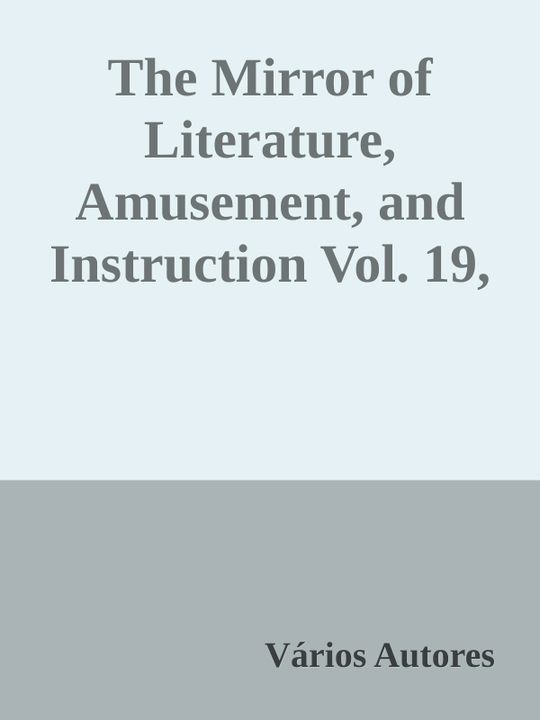 The Mirror of
Literature,
Amusement, and
Instruction Vol. 19,
Vários Autores